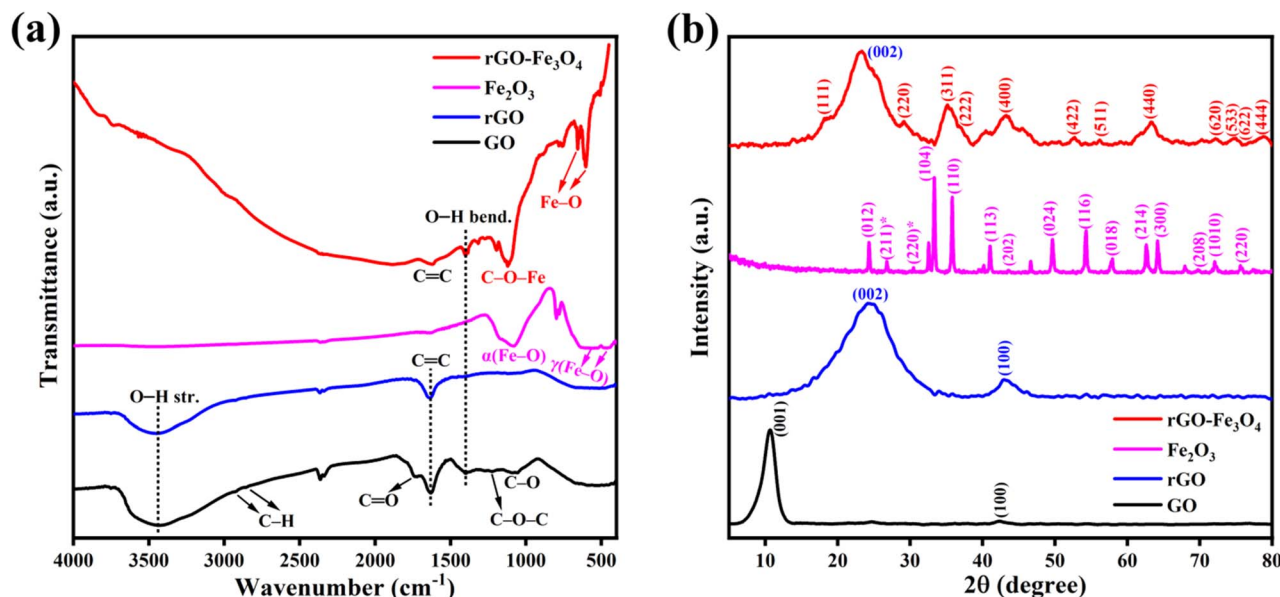 (a)
rGO-Fe₃O₄
Fe₂O₃
rGO
GO
Fe–O
O–H bend.
C=C
C–O–Fe
α(Fe–O)
γ(Fe–O)
C=C
O–H str.
C–H
C=O
C–O
C–O–C
Transmittance (a.u.)
4000 3500 3000 2500 2000 1500 1000 500
Wavenumber (cm⁻¹)
(b)
(111)
(002)
(220)
(311)
(222)
(400)
(422)
(511)
(440)
(620)
(533)
(622)
(444)
(012)
(211)*
(220)*
(104)
(110)
(113)
(202)
(024)
(116)
(018)
(214)
(300)
(208)
(1010)
(220)
(002)
(100)
(001)
(100)
rGO-Fe₃O₄
Fe₂O₃
rGO
GO
Intensity (a.u.)
10 20 30 40 50 60 70 80
2θ (degree)